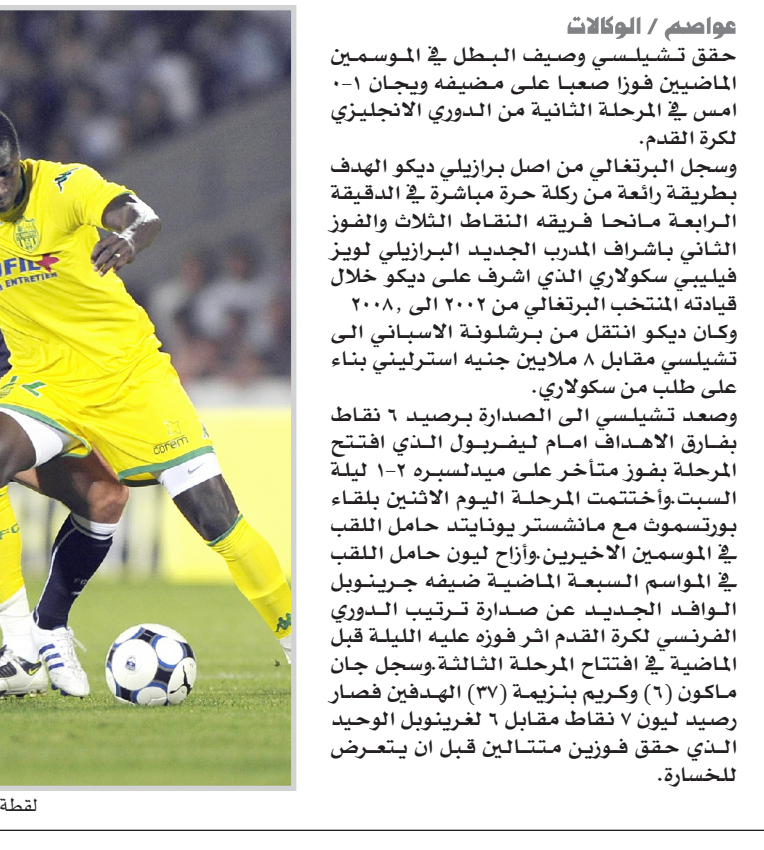 عواصم / الوكالات
حقق تشيلسي وصيف البطل في الموسمين
الماضيين فوزا صعبا على مضيفه ويجان ١-٠
امس في المرحلة الثانية من الدوري الانجليزي
لكرة القدم.
وسجل البرتغالي من اصل برازيلي ديكو الهدف
بطريقة رائعة من ركلة حرة مباشرة في الدقيقة
الرابعة مانحا فريقه النقاط الثلاث والفوز
الثاني باشراف المدرب الجديد البرازيلي لويز
فيليبي سكولاري الذي اشرف على ديكو خلال
قيادته المنتخب البرتغالي من ٢٠٠٢ الى ,٢٠٠٨
وكان ديكو انتقل من برشلونة الاسباني الى
تشيلسي مقابل ٨ ملايين جنيه استرليني بناء
على طلب من سكولاري.
وصعد تشيلسي الى الصدارة برصيد ٦ نقاط
بفارق الاهداف امام ليفربول الذي افتتح
المرحلة بفوز متأخر على ميدلسبره ٢-١ ليلة
السبت.وأختتمت المرحلة اليوم الاثنين بلقاء
بورتسموث مع مانشستر يونايتد حامل اللقب
في الموسمين الاخيرين.وأزاح ليون حامل اللقب
في المواسم السبعة الماضية ضيفه جرينوبل
الوافد الجديد عن صدارة ترتيب الدوري
الفرنسي لكرة القدم اثر فوزه عليه الليلة قبل
الماضية في افتتاح المرحلة الثالثة.وسجل جان
ماكون (٦) وكريم بنزيمة (٣٧) الهدفين فصار
رصيد ليون ٧ نقاط مقابل ٦ لغرينوبل الوحيد
الذي حقق فوزين متتالين قبل ان يتعرض
للخسارة.
لقطة
corem
ENTRETIEN